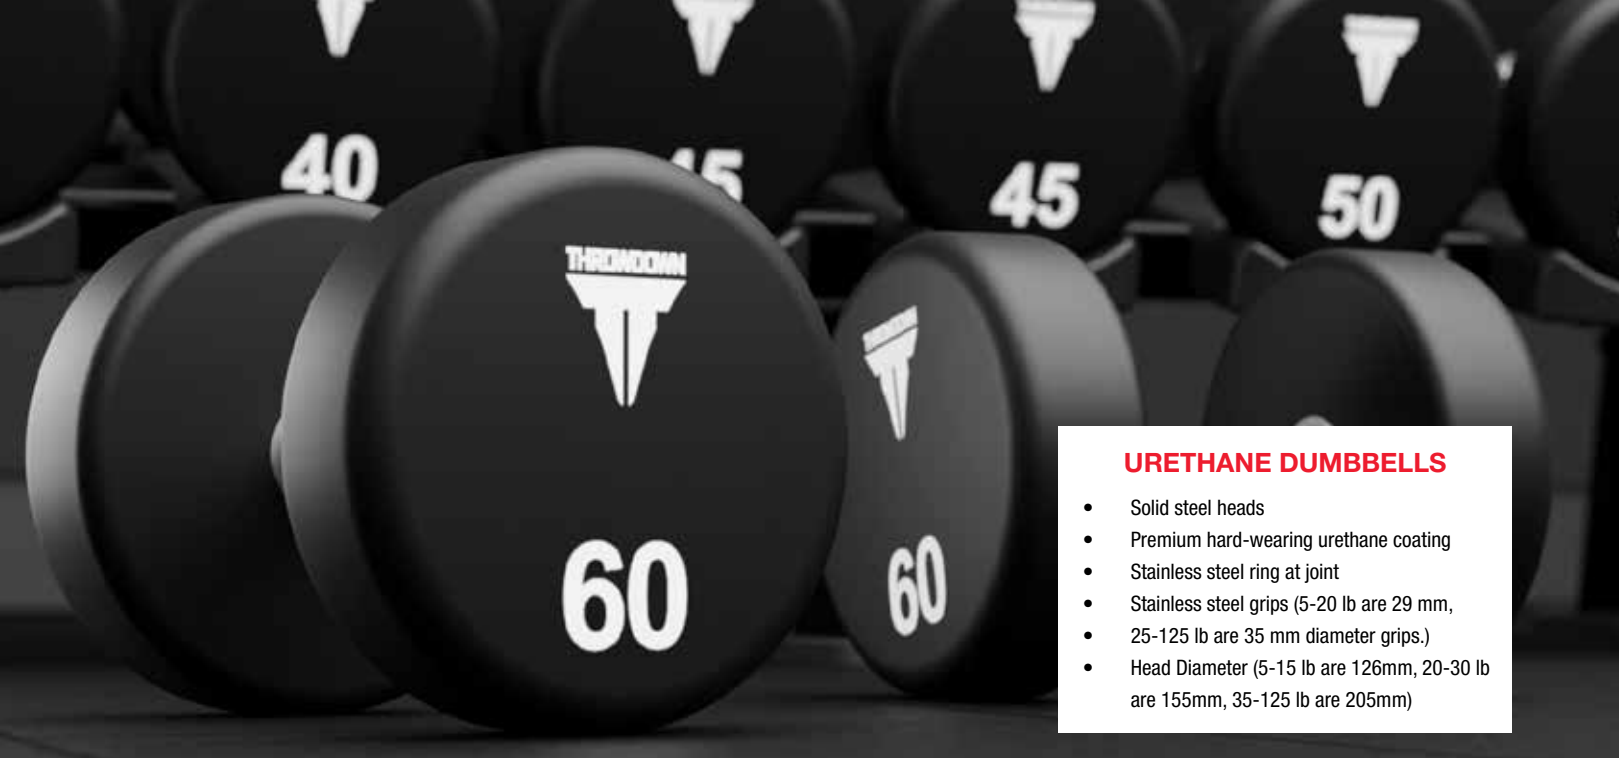 40
45
45
50
THROWDOWN
THROWDOWN
60
60
URETHANE DUMBBELLS
• Solid steel heads
• Premium hard-wearing urethane coating
• Stainless steel ring at joint
• Stainless steel grips (5-20 lb are 29 mm,
• 25-125 lb are 35 mm diameter grips.)
• Head Diameter (5-15 lb are 126mm, 20-30 lb
are 155mm, 35-125 lb are 205mm)